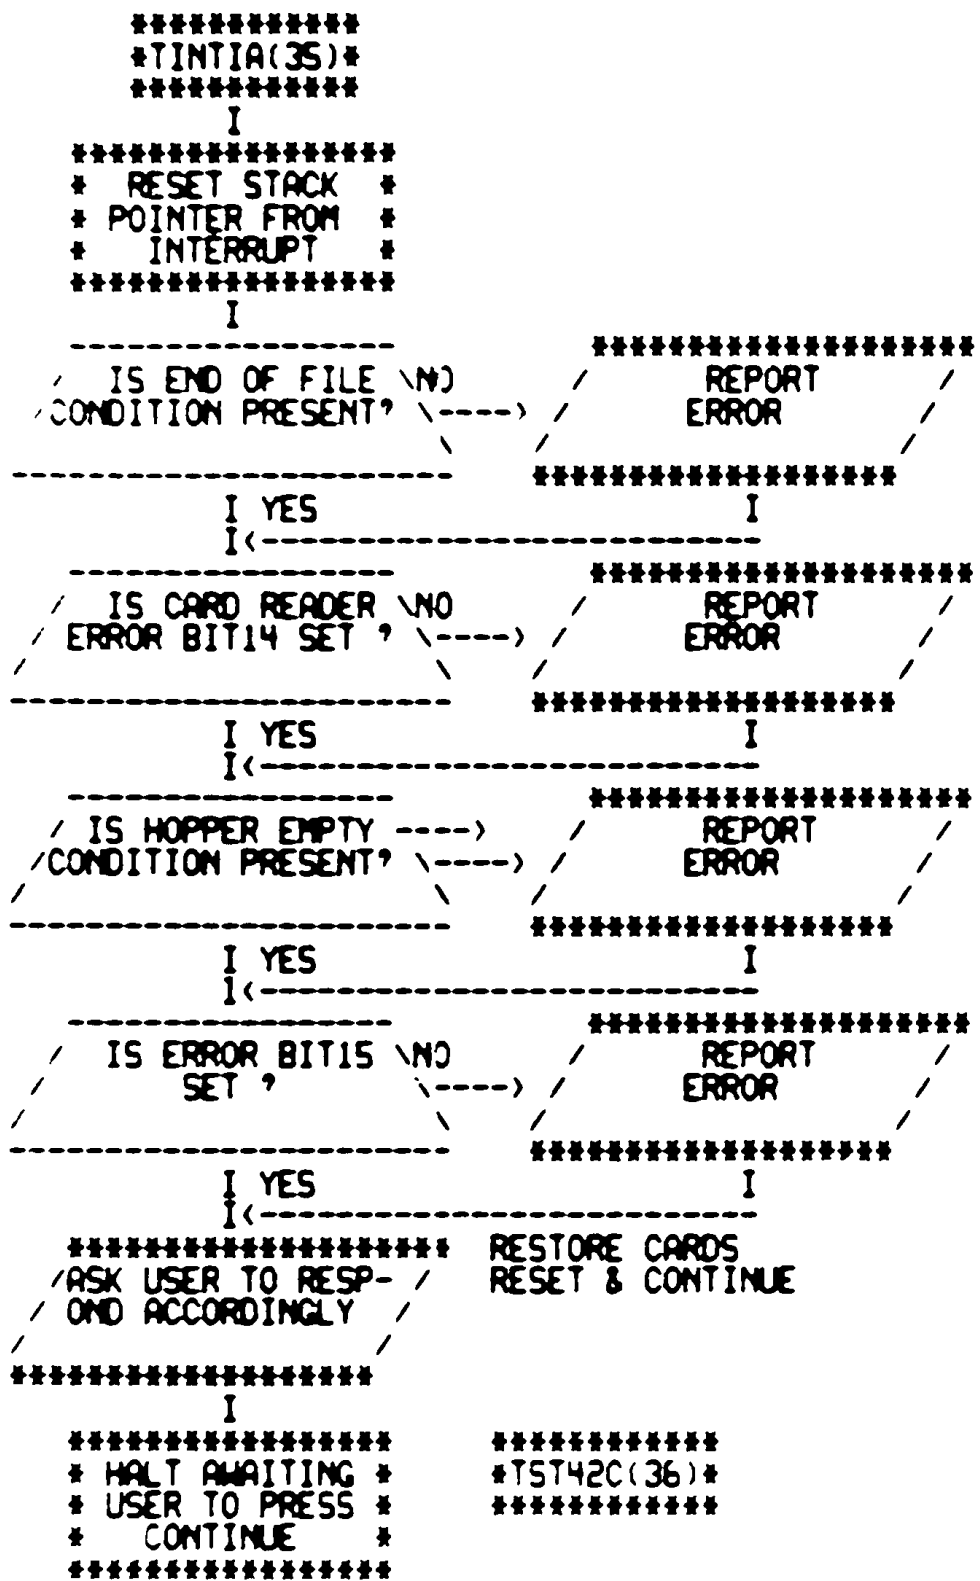 *TINTIA(35)*
RESET STACK
POINTER FROM
INTERRUPT
IS END OF FILE \NO
CONDITION PRESENT?
REPORT
ERROR
I YES
IS CARD READER \NO
ERROR BIT14 SET ?
REPORT
ERROR
I YES
IS HOPPER EMPTY ---->
CONDITION PRESENT? \---->
REPORT
ERROR
I YES
IS ERROR BIT15 \NO
SET ?
REPORT
ERROR
I YES
ASK USER TO RESP-
OND ACCORDINGLY
RESTORE CARDS
RESET & CONTINUE
HALT AWAITING
USER TO PRESS
CONTINUE
*TST42C(36)*